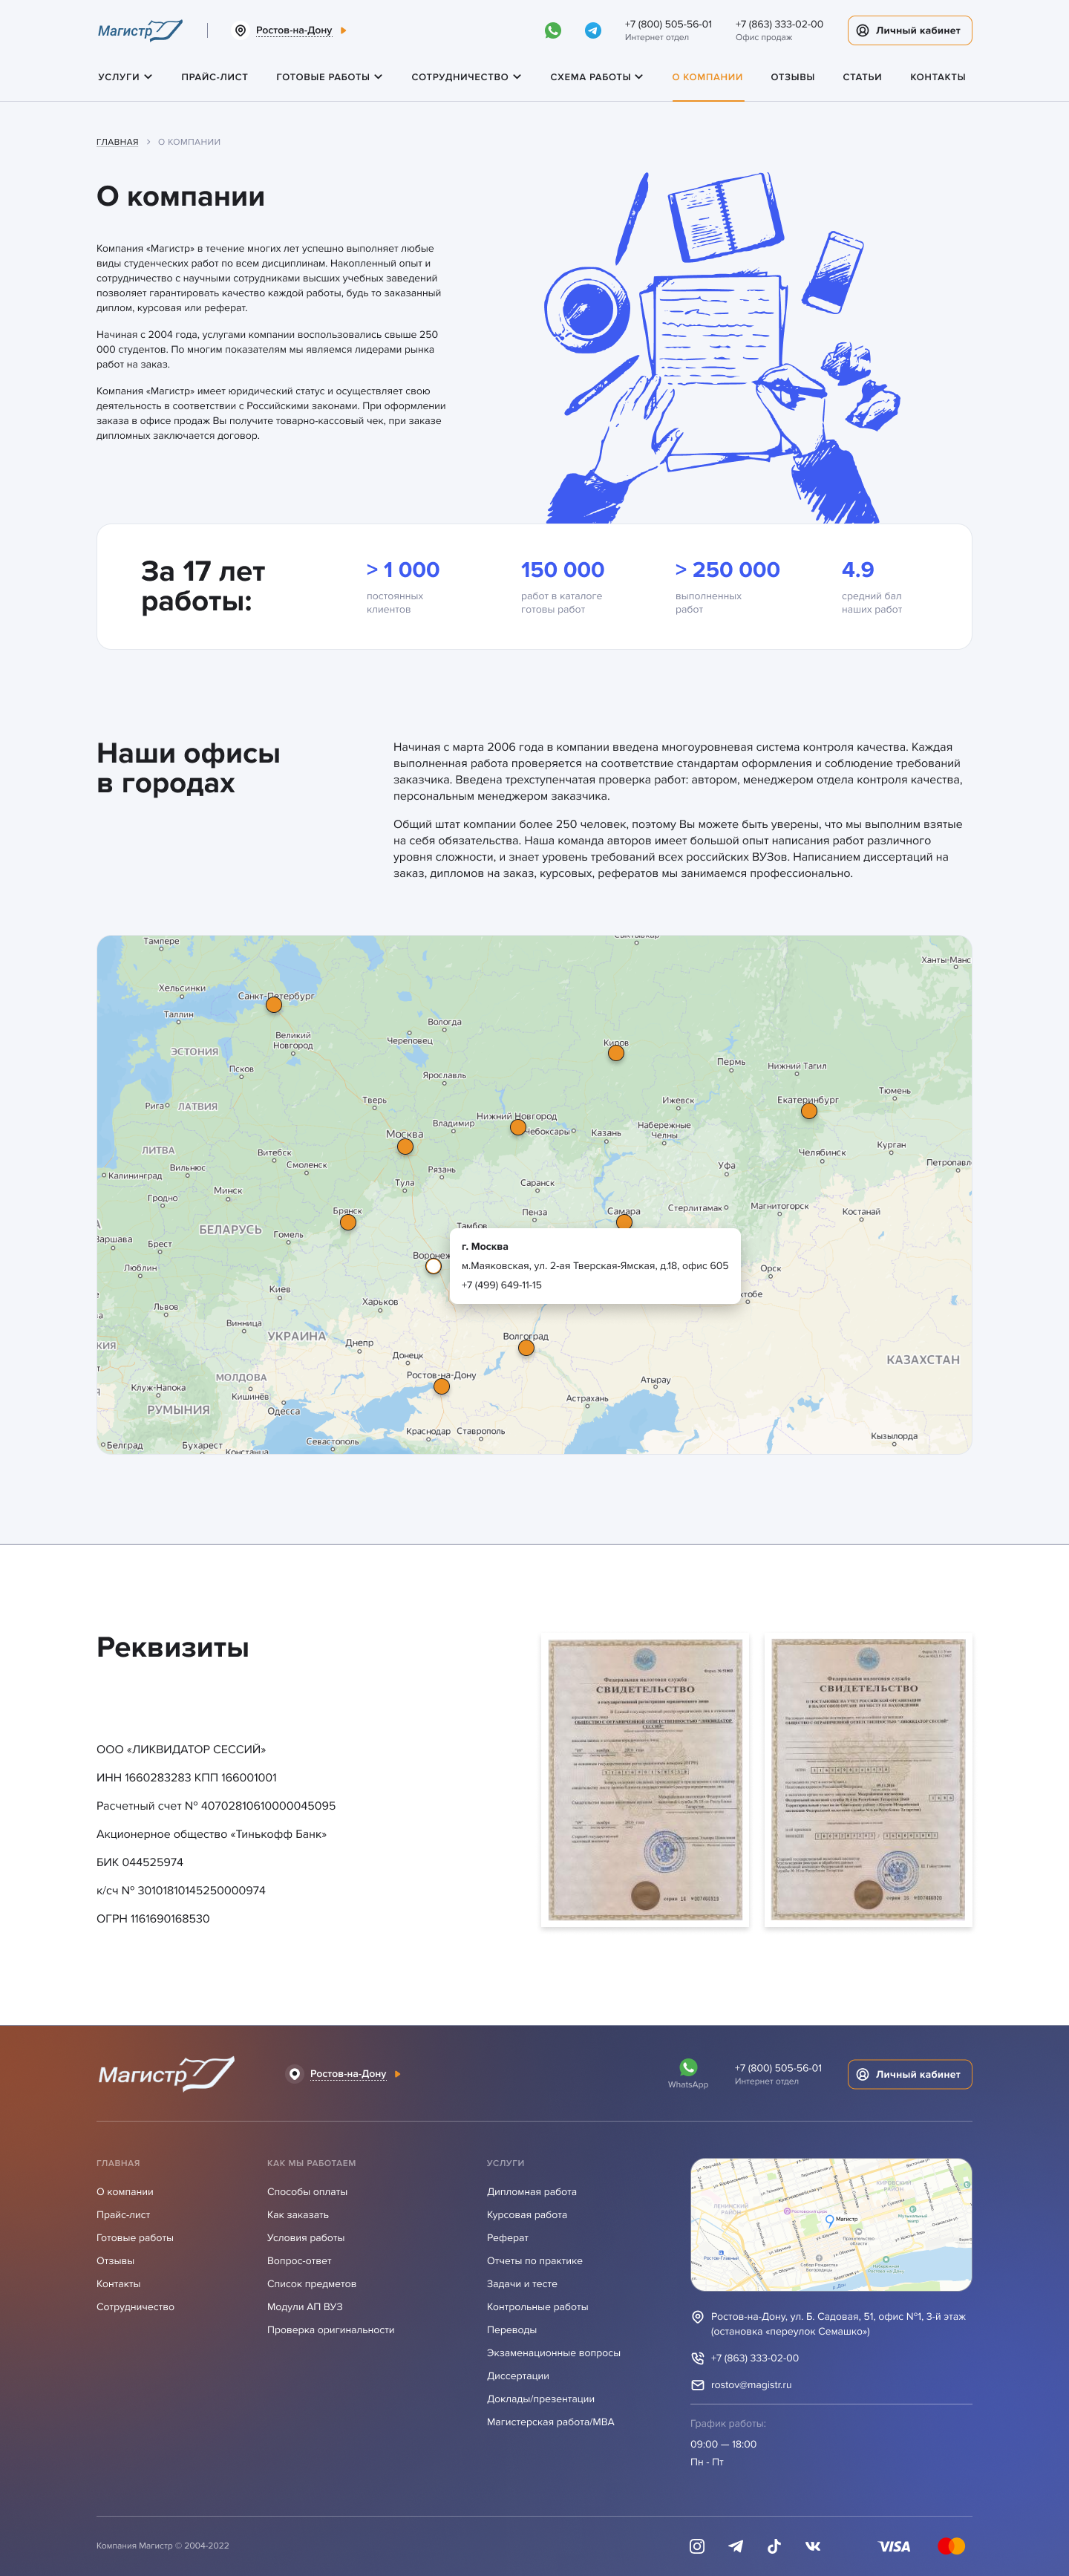 Магистр
Ростов-на-Дону
+7 (800) 505-56-01
Интернет отдел
+7 (863) 333-02-00
Офис продаж
Личный кабинет
УСЛУГИ
ПРАЙС-ЛИСТ
ГОТОВЫЕ РАБОТЫ
СОТРУДНИЧЕСТВО
СХЕМА РАБОТЫ
О КОМПАНИИ
ОТЗЫВЫ
СТАТЬИ
КОНТАКТЫ
ГЛАВНАЯ > О КОМПАНИИ
О компании
Компания «Магистр» в течение многих лет успешно выполняет любые
виды студенческих работ по всем дисциплинам. Накопленный опыт и
сотрудничество с научными сотрудниками высших учебных заведений
позволяет гарантировать качество каждой работы, будь то заказанный
диплом, курсовая или реферат.
Начиная с 2004 года, услугами компании воспользовались свыше 250
000 студентов. По многим показателям мы являемся лидерами рынка
работ на заказ.
Компания «Магистр» имеет юридический статус и осуществляет свою
деятельность в соответствии с Российскими законами. При оформлении
заказа в офисе продаж Вы получите товарно-кассовый чек, при заказе
дипломных заключается договор.
За 17 лет
работы:
> 1 000
постоянных
клиентов
150 000
работ в каталоге
готовы работ
> 250 000
выполненных
работ
4.9
средний бал
наших работ
Наши офисы
в городах
Начиная с марта 2006 года в компании введена многоуровневая система контроля качества. Каждая
выполненная работа проверяется на соответствие стандартам оформления и соблюдение требований
заказчика. Введена трехступенчатая проверка работ: автором, менеджером отдела контроля качества,
персональным менеджером заказчика.
Общий штат компании более 250 человек, поэтому Вы можете быть уверены, что мы выполним взятые
на себя обязательства. Наша команда авторов имеет большой опыт написания работ различного
уровня сложности, и знает уровень требований всех российских ВУЗов. Написанием диссертаций на
заказ, дипломов на заказ, курсовых, рефератов мы занимаемся профессионально.
Тампере
Ханты-Манс
Хельсинки
Санкт-Петербург
Таллин
Вологда
Великий
Новгород
Череповец
Киров
ЭСТОНИЯ
Псков
Пермь
Нижний Тагил
Ярославль
Тюмень
Рига
ЛАТВИЯ
Тверь
Ижевск
Екатеринбург
Владимир
Нижний Новгород
Чебоксары
Казань
Набережные
Челны
Москва
ЛИТВА
Витебск
Курган
Челябинск
Калининград
Вильнюс
Смоленск
Рязань
Уфа
Петропавл
Гродно
Минск
Тула
Саранск
Брянск
Пенза
Самара
Стерлитамак
Магнитогорск
Костанай
БЕЛАРУСЬ
Гомель
Тамбов
Варшава
Брест
Воронеж
Люблин
Орск
Киев
тобе
Львов
Харьков
Винница
УКРАИНА
Днепр
Волгоград
г. Москва
м.Маяковская, ул. 2-ая Тверская-Ямская, д.18, офис 605
+7 (499) 649-11-15
Донецк
КАЗАХСТАН
МОЛДОВА
Ростов-на-Дону
Клуж-Напока
Кишинёв
Атырау
Астрахань
РУМЫНИЯ
Одесса
Краснодар
Ставрополь
Кызылорда
Белград
Бухарест
Констанца
Севастополь
Реквизиты
ООО «ЛИКВИДАТОР СЕССИЙ»
ИНН 1660283283 КПП 166001001
Расчетный счет № 40702810610000045095
Акционерное общество «Тинькофф Банк»
БИК 044525974
к/сч № 30101810145250000974
ОГРН 1161690168530
Федеральная налоговая служба
СВИДЕТЕЛЬСТВО
Федеральная налоговая служба
СВИДЕТЕЛЬСТВО
Магистр
Ростов-на-Дону
WhatsApp
+7 (800) 505-56-01
Интернет отдел
Личный кабинет
ГЛАВНАЯ
О компании
Прайс-лист
Готовые работы
Отзывы
Контакты
Сотрудничество
КАК МЫ РАБОТАЕМ
Способы оплаты
Как заказать
Условия работы
Вопрос-ответ
Список предметов
Модули АП ВУЗ
Проверка оригинальности
УСЛУГИ
Дипломная работа
Курсовая работа
Реферат
Отчеты по практике
Задачи и тесте
Контрольные работы
Переводы
Экзаменационные вопросы
Диссертации
Доклады/презентации
Магистерская работа/MBA
Магистр
Ростов-Главный
Ростов-на-Дону, ул. Б. Садовая, 51, офис №1, 3-й этаж
(остановка «переулок Семашко»)
+7 (863) 333-02-00
rostov@magistr.ru
График работы:
09:00 — 18:00
Пн - Пт
Компания Магистр © 2004-2022
VISA